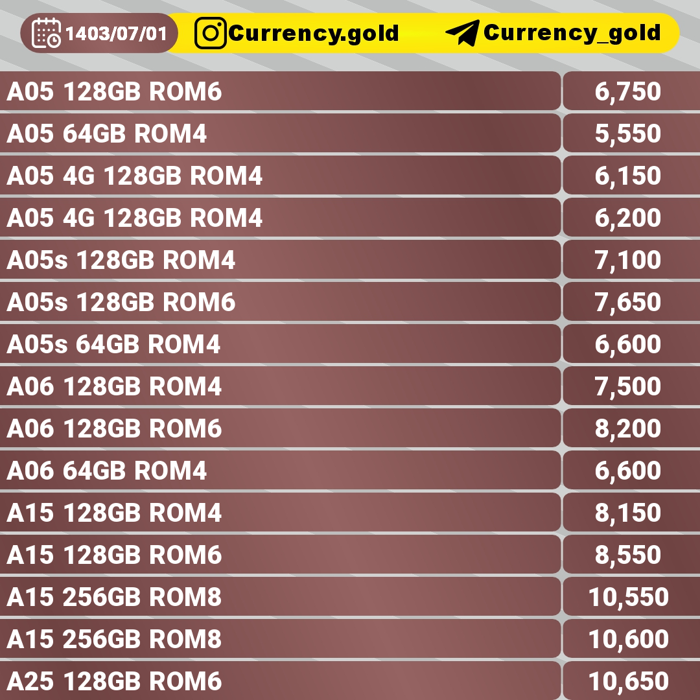 1403/07/01 Currency.gold Currency_gold
A05 128GB ROM6 6,750
A05 64GB ROM4 5,550
A05 4G 128GB ROM4 6,150
A05 4G 128GB ROM4 6,200
A05s 128GB ROM4 7,100
A05s 128GB ROM6 7,650
A05s 64GB ROM4 6,600
A06 128GB ROM4 7,500
A06 128GB ROM6 8,200
A06 64GB ROM4 6,600
A15 128GB ROM4 8,150
A15 128GB ROM6 8,550
A15 256GB ROM8 10,550
A15 256GB ROM8 10,600
A25 128GB ROM6 10,650